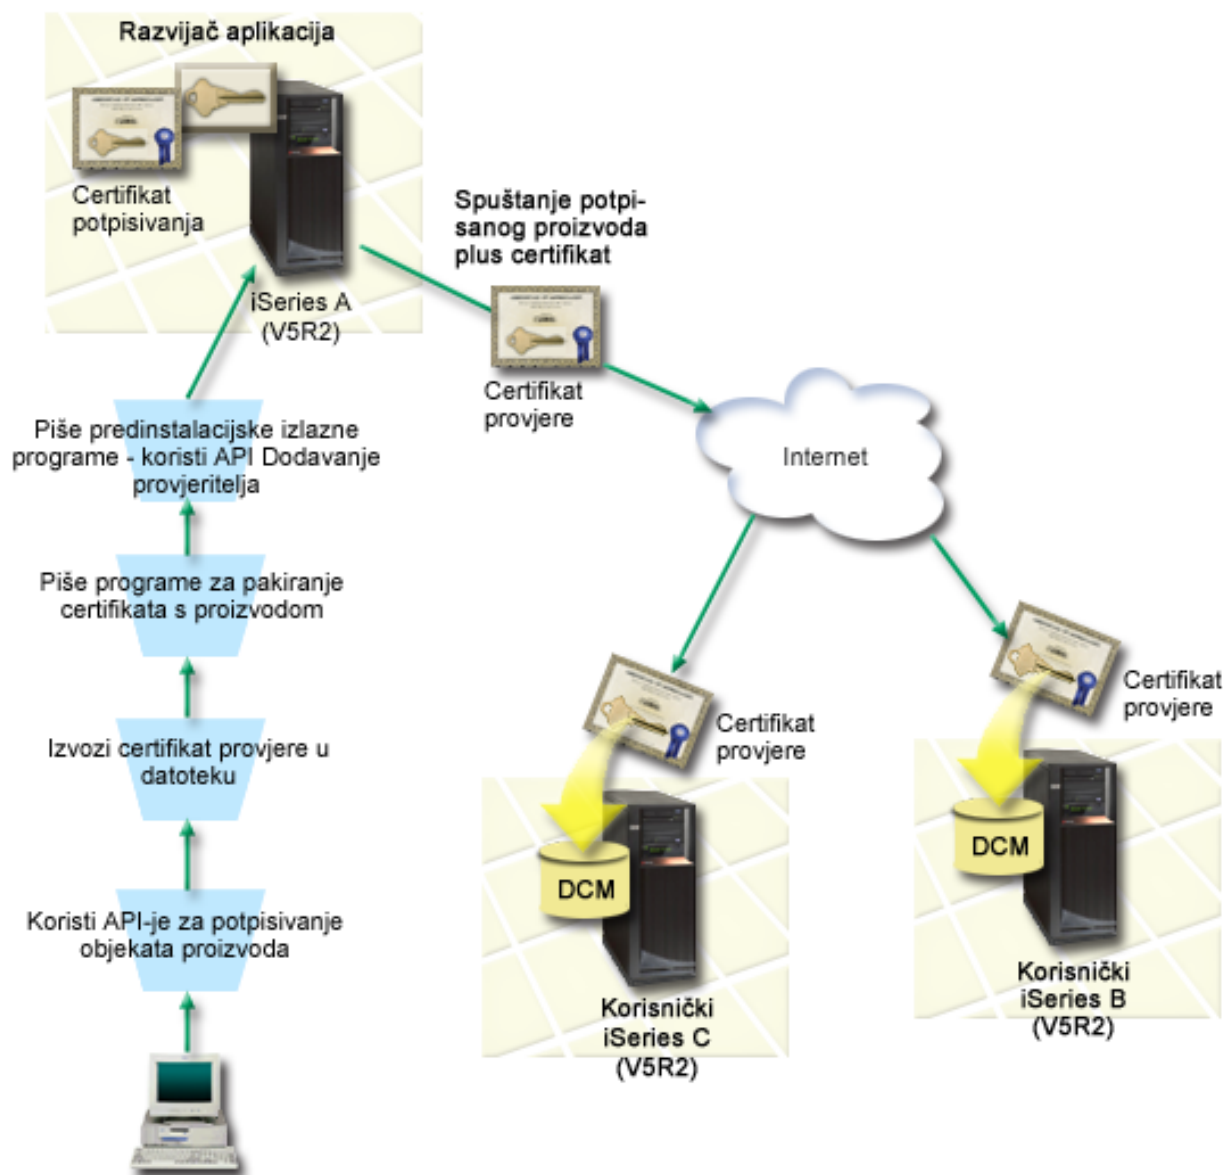 Razvijač aplikacija
Certifikat
potpisivanja
iSeries A
(V5R2)
Spuštanje potpi-
sanog proizvoda
plus certifikat
Certifikat
provjere
Internet
Piše predinstalacijske izlazne
programe - koristi API Dodavanje
provjeritelja
Piše programe za pakiranje
certifikata s proizvodom
Izvozi certifikat provjere u
datoteku
Koristi API-je za potpisivanje
objekata proizvoda
Certifikat
provjere
DCM
Korisnički
iSeries C
(V5R2)
Certifikat
provjere
DCM
Korisnički
iSeries B
(V5R2)